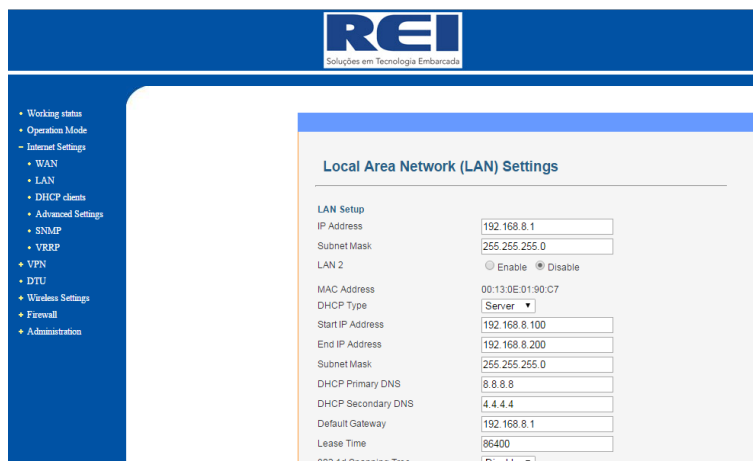 REI
Soluções em Tecnologia Embarcada
Working status
Operation Mode
Internet Settings
WAN
LAN
DHCP clients
Advanced Settings
SNMP
VRRP
VPN
DTU
Wireless Settings
Firewall
Administration
Local Area Network (LAN) Settings
LAN Setup
IP Address 192.168.8.1
Subnet Mask 255.255.255.0
LAN 2 Enable Disable
MAC Address 00:13:0E:01:90:C7
DHCP Type Server
Start IP Address 192.168.8.100
End IP Address 192.168.8.200
Subnet Mask 255.255.255.0
DHCP Primary DNS 8.8.8.8
DHCP Secondary DNS 4.4.4.4
Default Gateway 192.168.8.1
Lease Time 86400